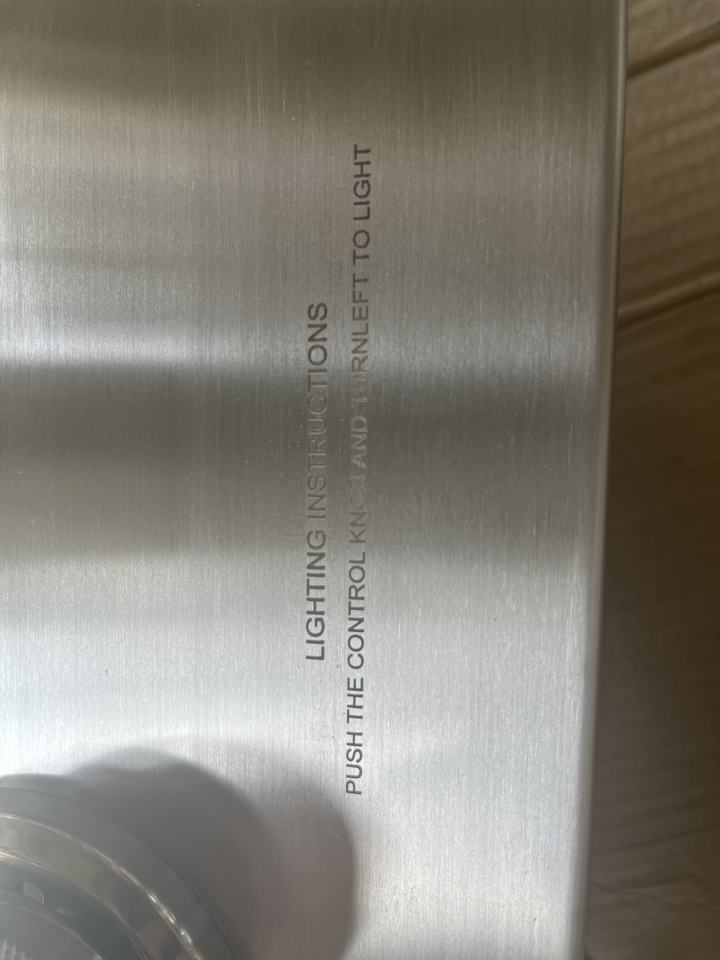 LIGHTING INSTRUCTIONS
PUSH THE CONTROL KNOB AND TURNLEFT TO LIGHT